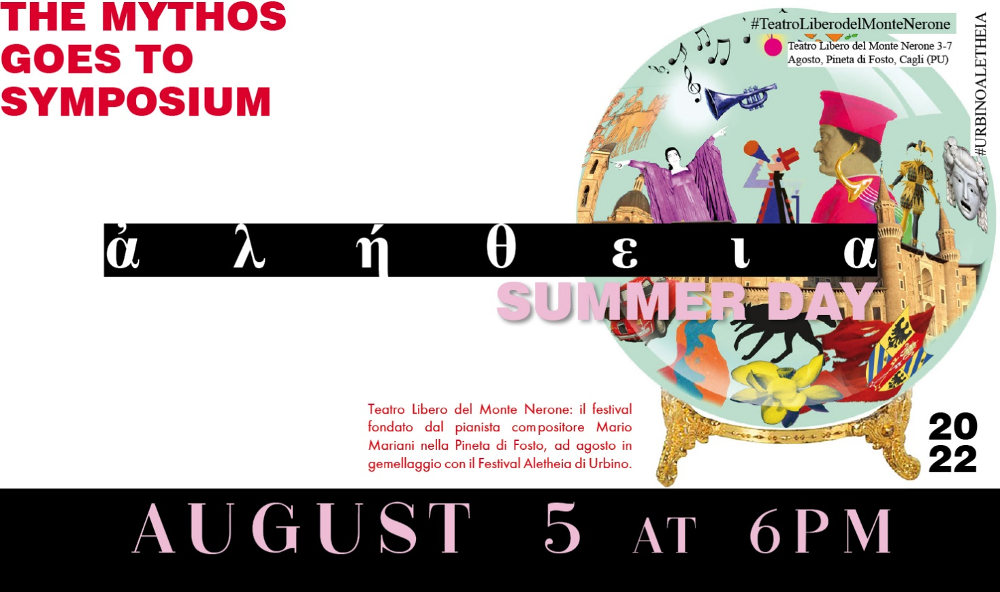 THE MYTHOS
GOES TO
SYMPOSIUM
#TeatroLiberodelMonteNerone
Teatro Libero del Monte Nerone 3-7
Agosto, Pineta di Fosto, Cagli (PU)
#URBINOALETHEIA
ἀλήθεια
SUMMER DAY
Teatro Libero del Monte Nerone: il festival
fondato dal pianista compositore Mario
Mariani nella Pineta di Fosto, ad agosto in
gemellaggio con il Festival Aletheia di Urbino.
20
22
AUGUST 5 AT 6PM